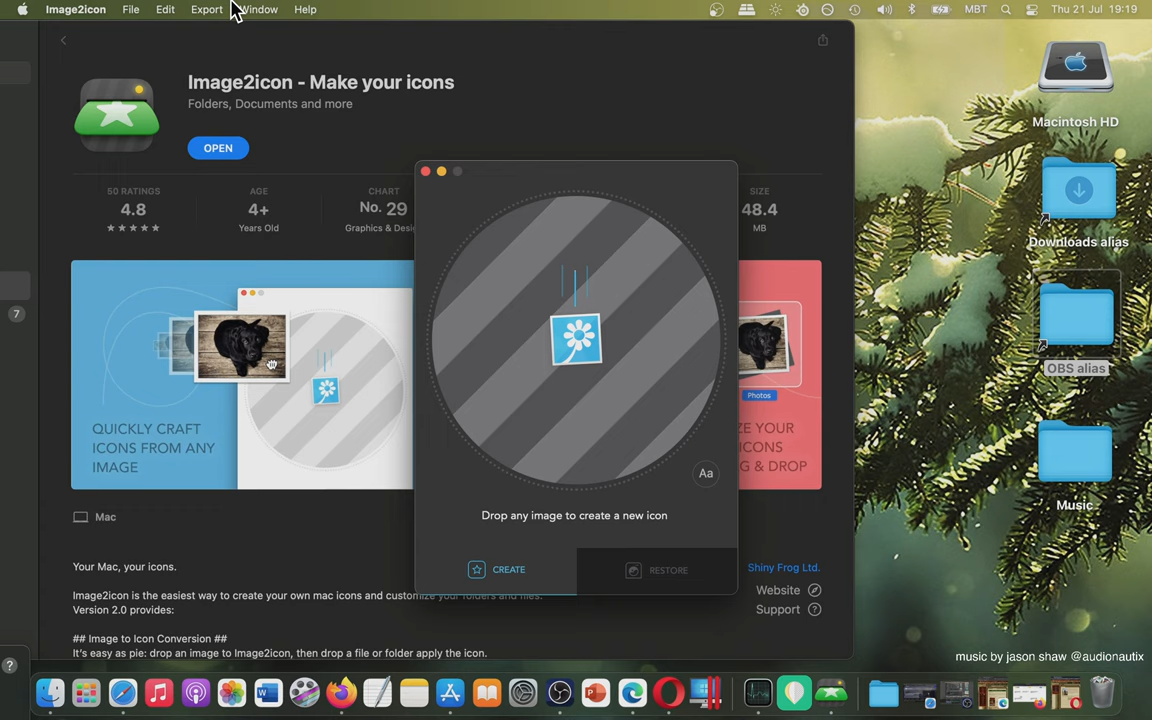 Image2icon File Edit Export Window Help MBT Thu 21 Jul 19:19
Image2icon - Make your icons
Folders, Documents and more
OPEN
50 RATINGS
4.8
★★★★★
AGE
4+
Years Old
CHART
No. 29
Graphics & Desi
SIZE
48.4
MB
QUICKLY CRAFT
ICONS FROM ANY
IMAGE
Photos
ZE YOUR
ICONS
G & DROP
Aa
Drop any image to create a new icon
CREATE
RESTORE
Mac
Your Mac, your icons.
Image2icon is the easiest way to create your own mac icons and customize your folders and files.
Version 2.0 provides:
## Image to Icon Conversion ##
It's easy as pie: drop an image to Image2icon, then drop a file or folder apply the icon.
Shiny Frog Ltd.
Website
Support ?
7
?
Macintosh HD
Downloads alias
OBS alias
Music
music by jason shaw @audionautix